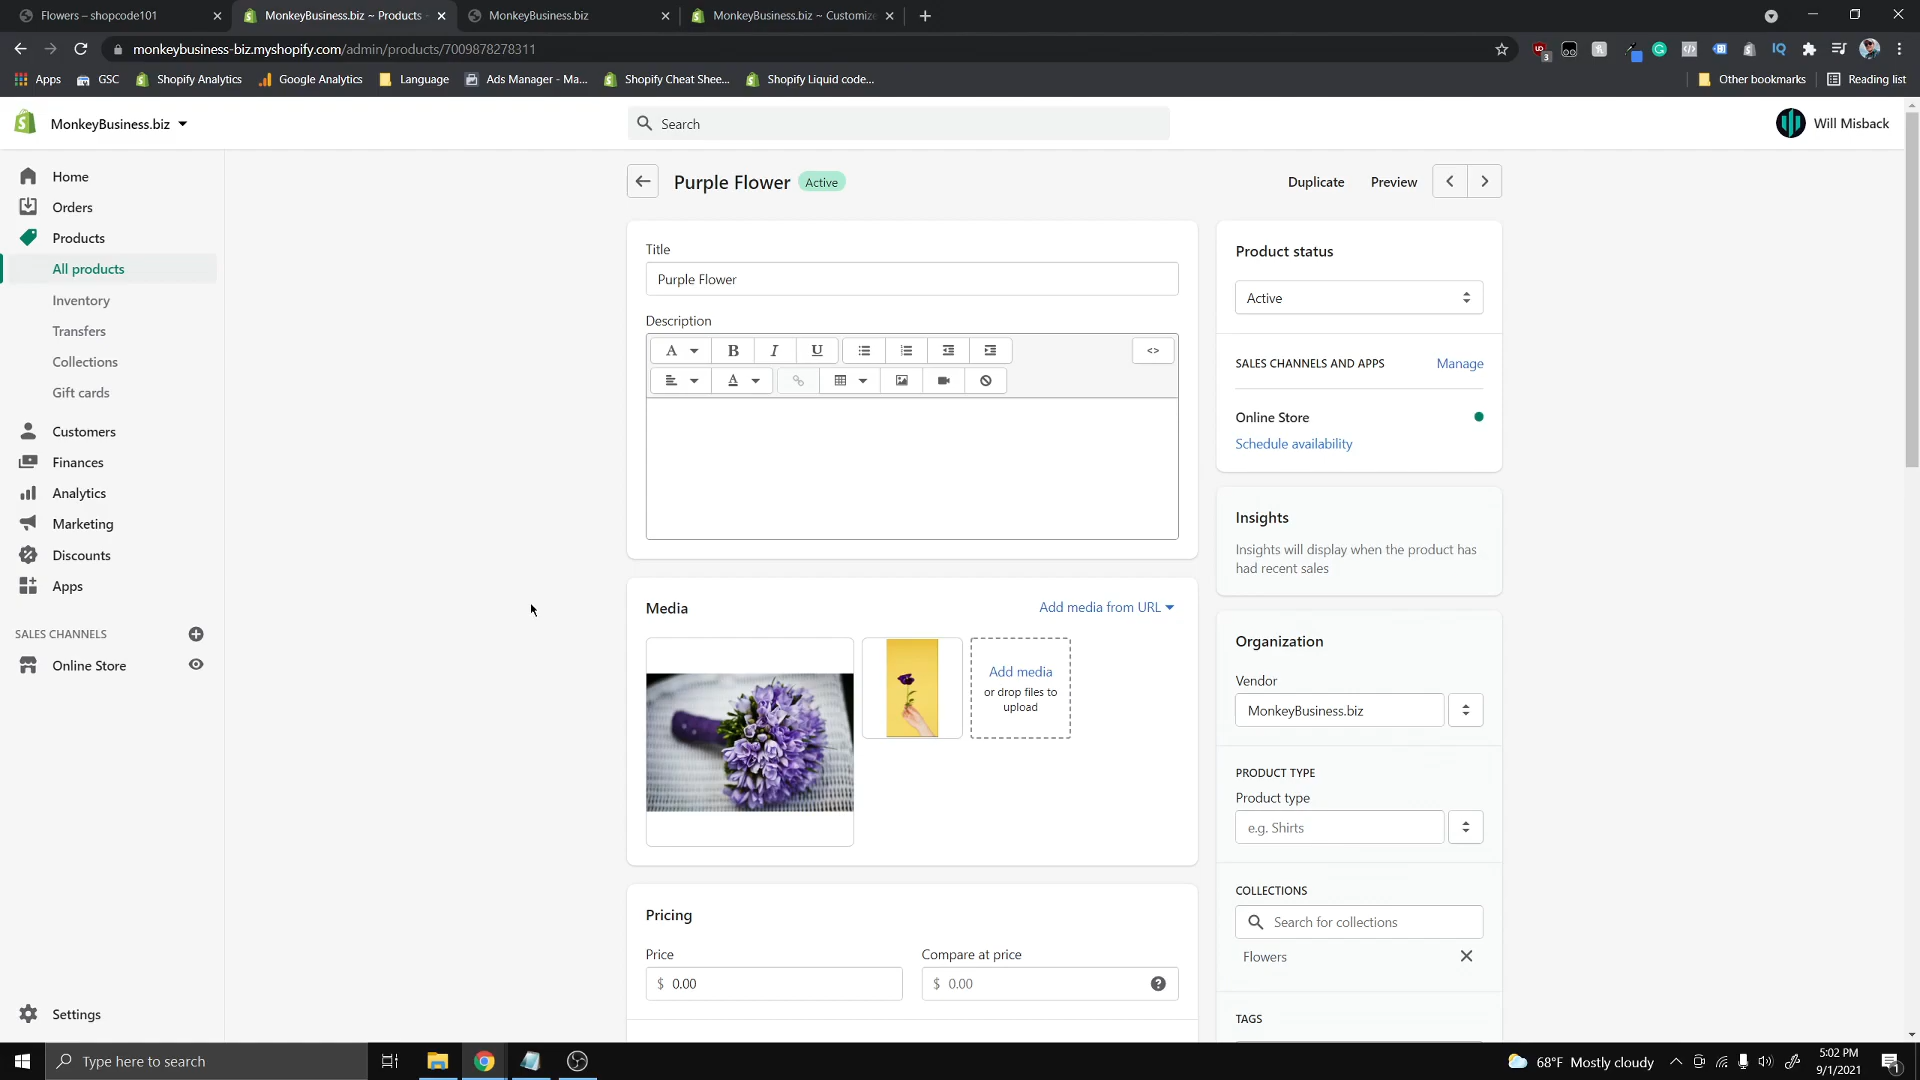 Flowers – shopcode101
MonkeyBusiness.biz ~ Products
MonkeyBusiness.biz
MonkeyBusiness.biz ~ Customize
monkeybusiness-biz.myshopify.com/admin/products/7009878278311
Apps
GSC
Shopify Analytics
Google Analytics
Language
Ads Manager - Ma...
Shopify Cheat Shee...
Shopify Liquid code...
Other bookmarks
Reading list
MonkeyBusiness.biz
Search
Will Misback
Home
Orders
Products
All products
Inventory
Transfers
Collections
Gift cards
Customers
Finances
Analytics
Marketing
Discounts
Apps
SALES CHANNELS
Online Store
Settings
Purple Flower Active
Duplicate
Preview
Title
Purple Flower
Description
A
B
I
U
<>
A
Media
Add media from URL
Add media
or drop files to
upload
Pricing
Price
Compare at price
$ 0.00
$ 0.00
Product status
Active
SALES CHANNELS AND APPS
Manage
Online Store
Schedule availability
Insights
Insights will display when the product has
had recent sales
Organization
Vendor
MonkeyBusiness.biz
PRODUCT TYPE
Product type
e.g. Shirts
COLLECTIONS
Search for collections
Flowers
TAGS
Type here to search
68°F Mostly cloudy
5:02 PM
9/1/2021